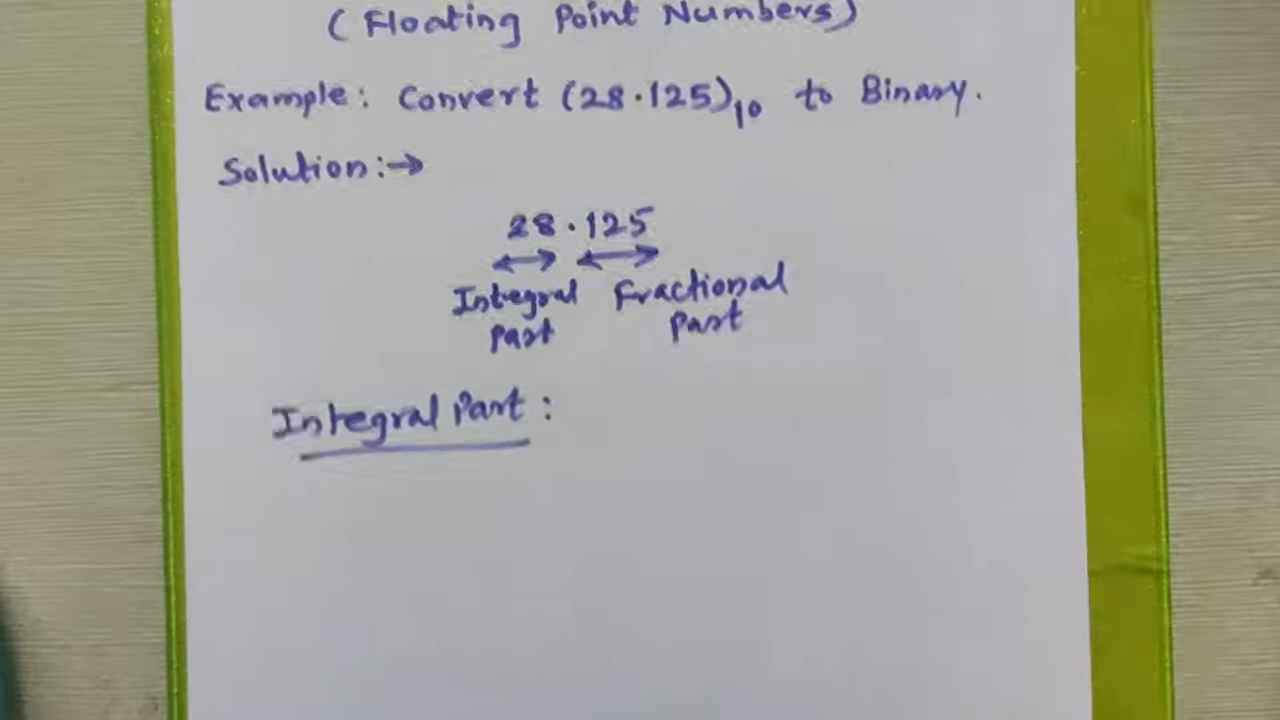 (Floating Point Numbers)
Example: Convert (28.125)₁₀ to Binary.
Solution:→
28.125
Integral Fractional
Part Part
Integral Part: